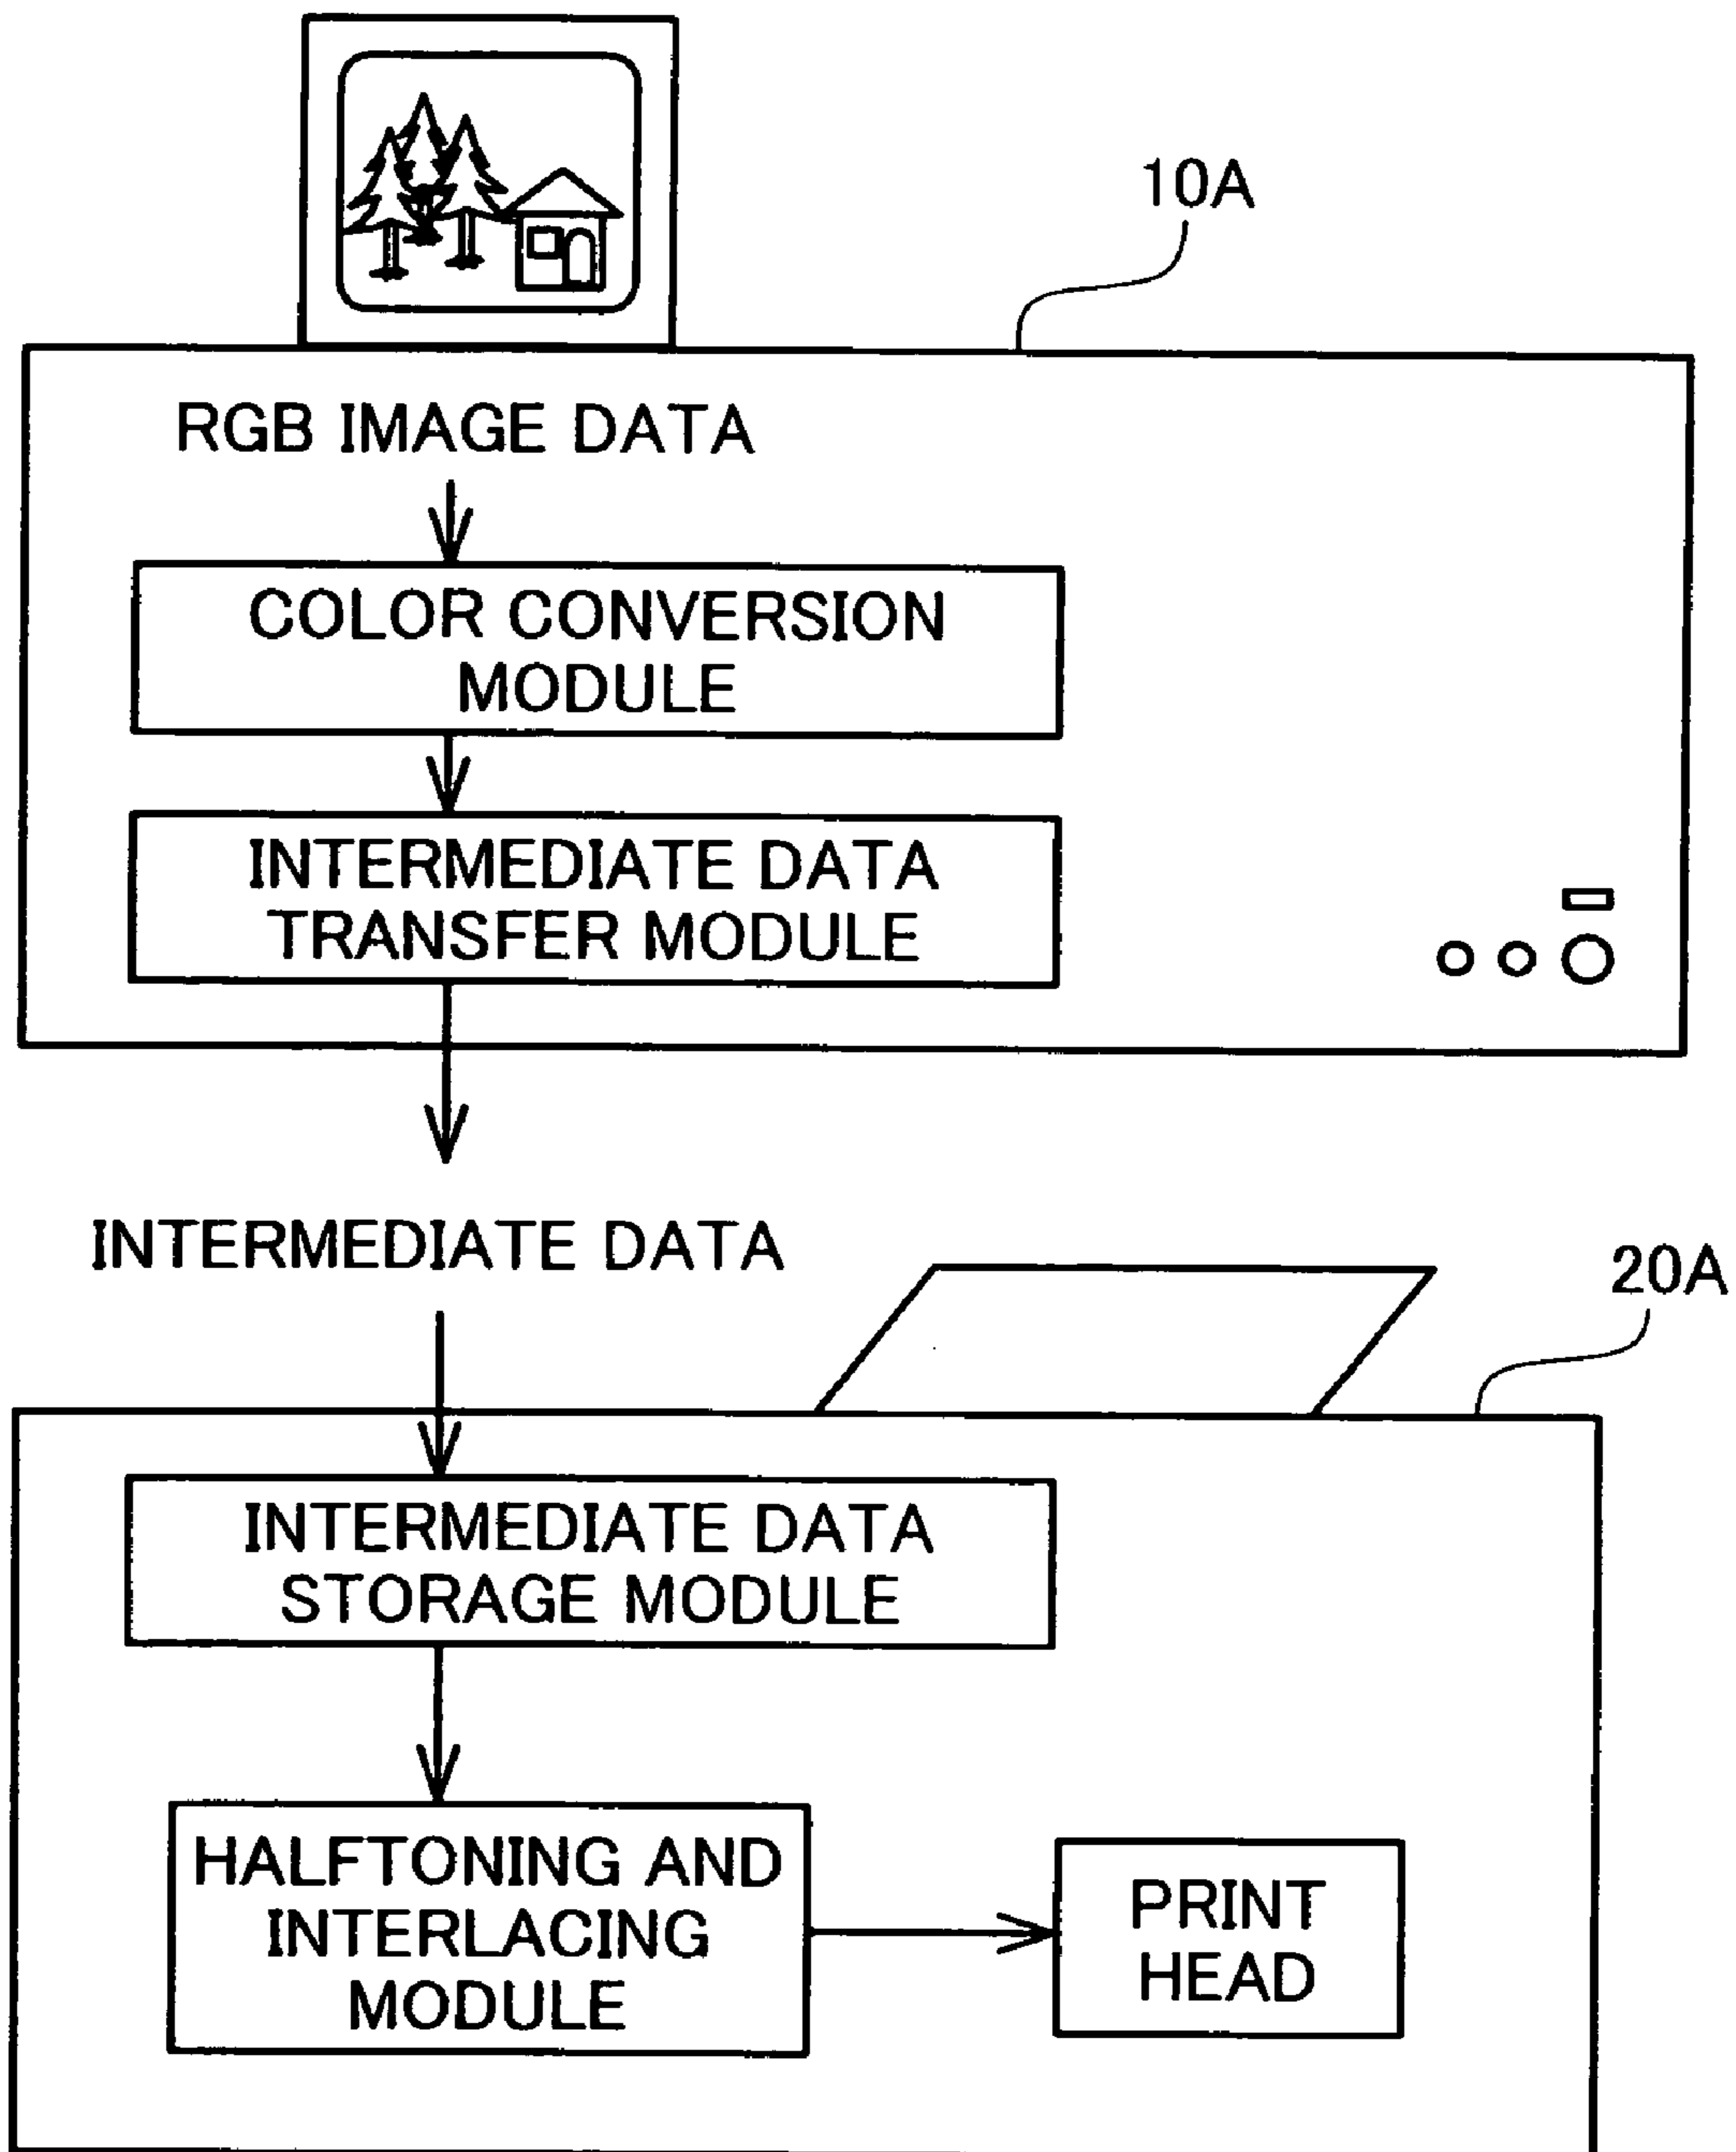 10A
RGB IMAGE DATA
COLOR CONVERSION
MODULE
INTERMEDIATE DATA
TRANSFER MODULE
INTERMEDIATE DATA
20A
INTERMEDIATE DATA
STORAGE MODULE
HALFTONING AND
INTERLACING
MODULE
PRINT
HEAD